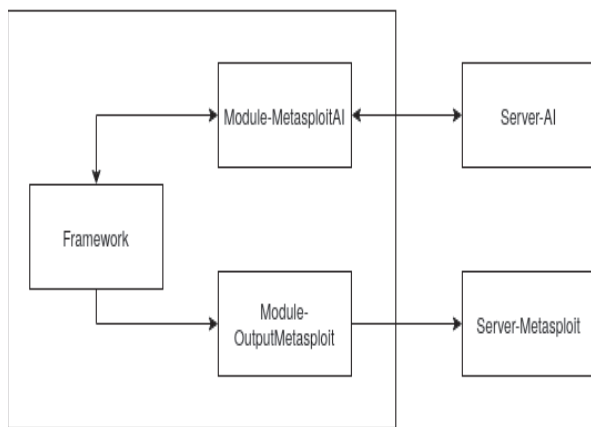 Module-MetasploitAI
Server-AI
Framework
Module-
OutputMetasploit
Server-Metasploit